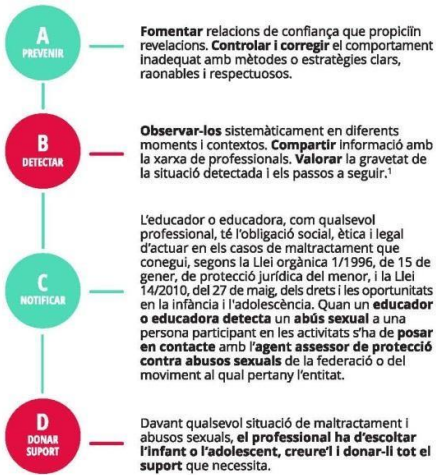 A
PREVENIR
Fomentar relacions de confiança que propiciïn
revelacions. Controlar i corregir el comportament
inadequat amb mètodes o estratègies clars,
raonables i respectuosos.
B
DETECTAR
Observar-los sistemàticament en diferents
moments i contextos. Compartir informació amb
la xarxa de professionals. Valorar la gravetat de
la situació detectada i els passos a seguir.¹
C
NOTIFICAR
L'educador o educadora, com qualsevol
professional, té l'obligació social, ètica i legal
d'actuar en els casos de maltractament que
conegui, segons la Llei orgànica 1/1996, de 15 de
gener, de protecció jurídica del menor, i la Llei
14/2010, del 27 de maig, dels drets i les oportunitats
en la infància i l'adolescència. Quan un educador
o educadora detecta un abús sexual a una
persona participant en les activitats s'ha de posar
en contacte amb l'agent assessor de protecció
contra abusos sexuals de la federació o del
moviment al qual pertany l'entitat.
D
DONAR
SUPORT
Davant qualsevol situació de maltractament i
abusos sexuals, el professional ha d'escoltar
l'infant o l'adolescent, creure'l i donar-li tot el
suport que necessita.